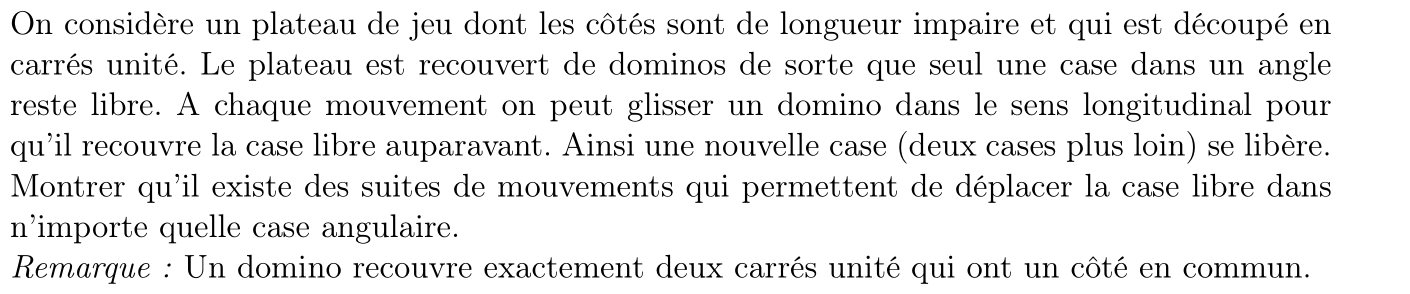 On considère un plateau de jeu dont les côtés sont de longueur impaire et qui est découpé en
carrés unité. Le plateau est recouvert de dominos de sorte que seul une case dans un angle
reste libre. A chaque mouvement on peut glisser un domino dans le sens longitudinal pour
qu'il recouvre la case libre auparavant. Ainsi une nouvelle case (deux cases plus loin) se libère.
Montrer qu'il existe des suites de mouvements qui permettent de déplacer la case libre dans
n'importe quelle case angulaire.
Remarque : Un domino recouvre exactement deux carrés unité qui ont un côté en commun.